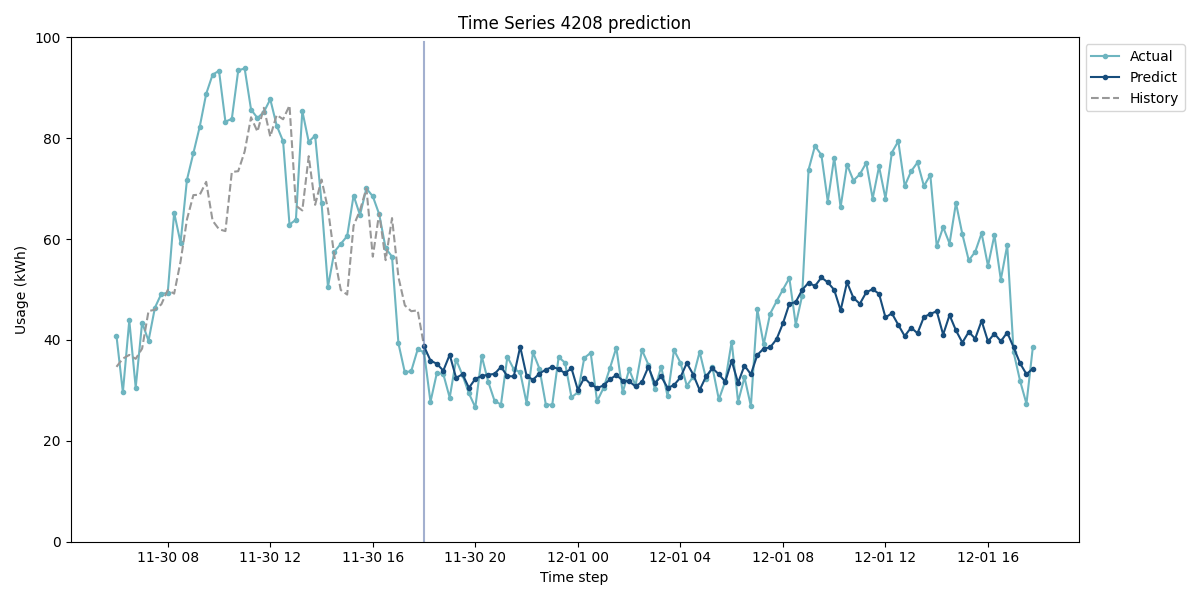 Time Series 4208 prediction
100
80
60
40
20
0
Usage (kWh)
11-30 08
11-30 12
11-30 16
11-30 20
12-01 00
12-01 04
12-01 08
12-01 12
12-01 16
Time step
Actual
Predict
History